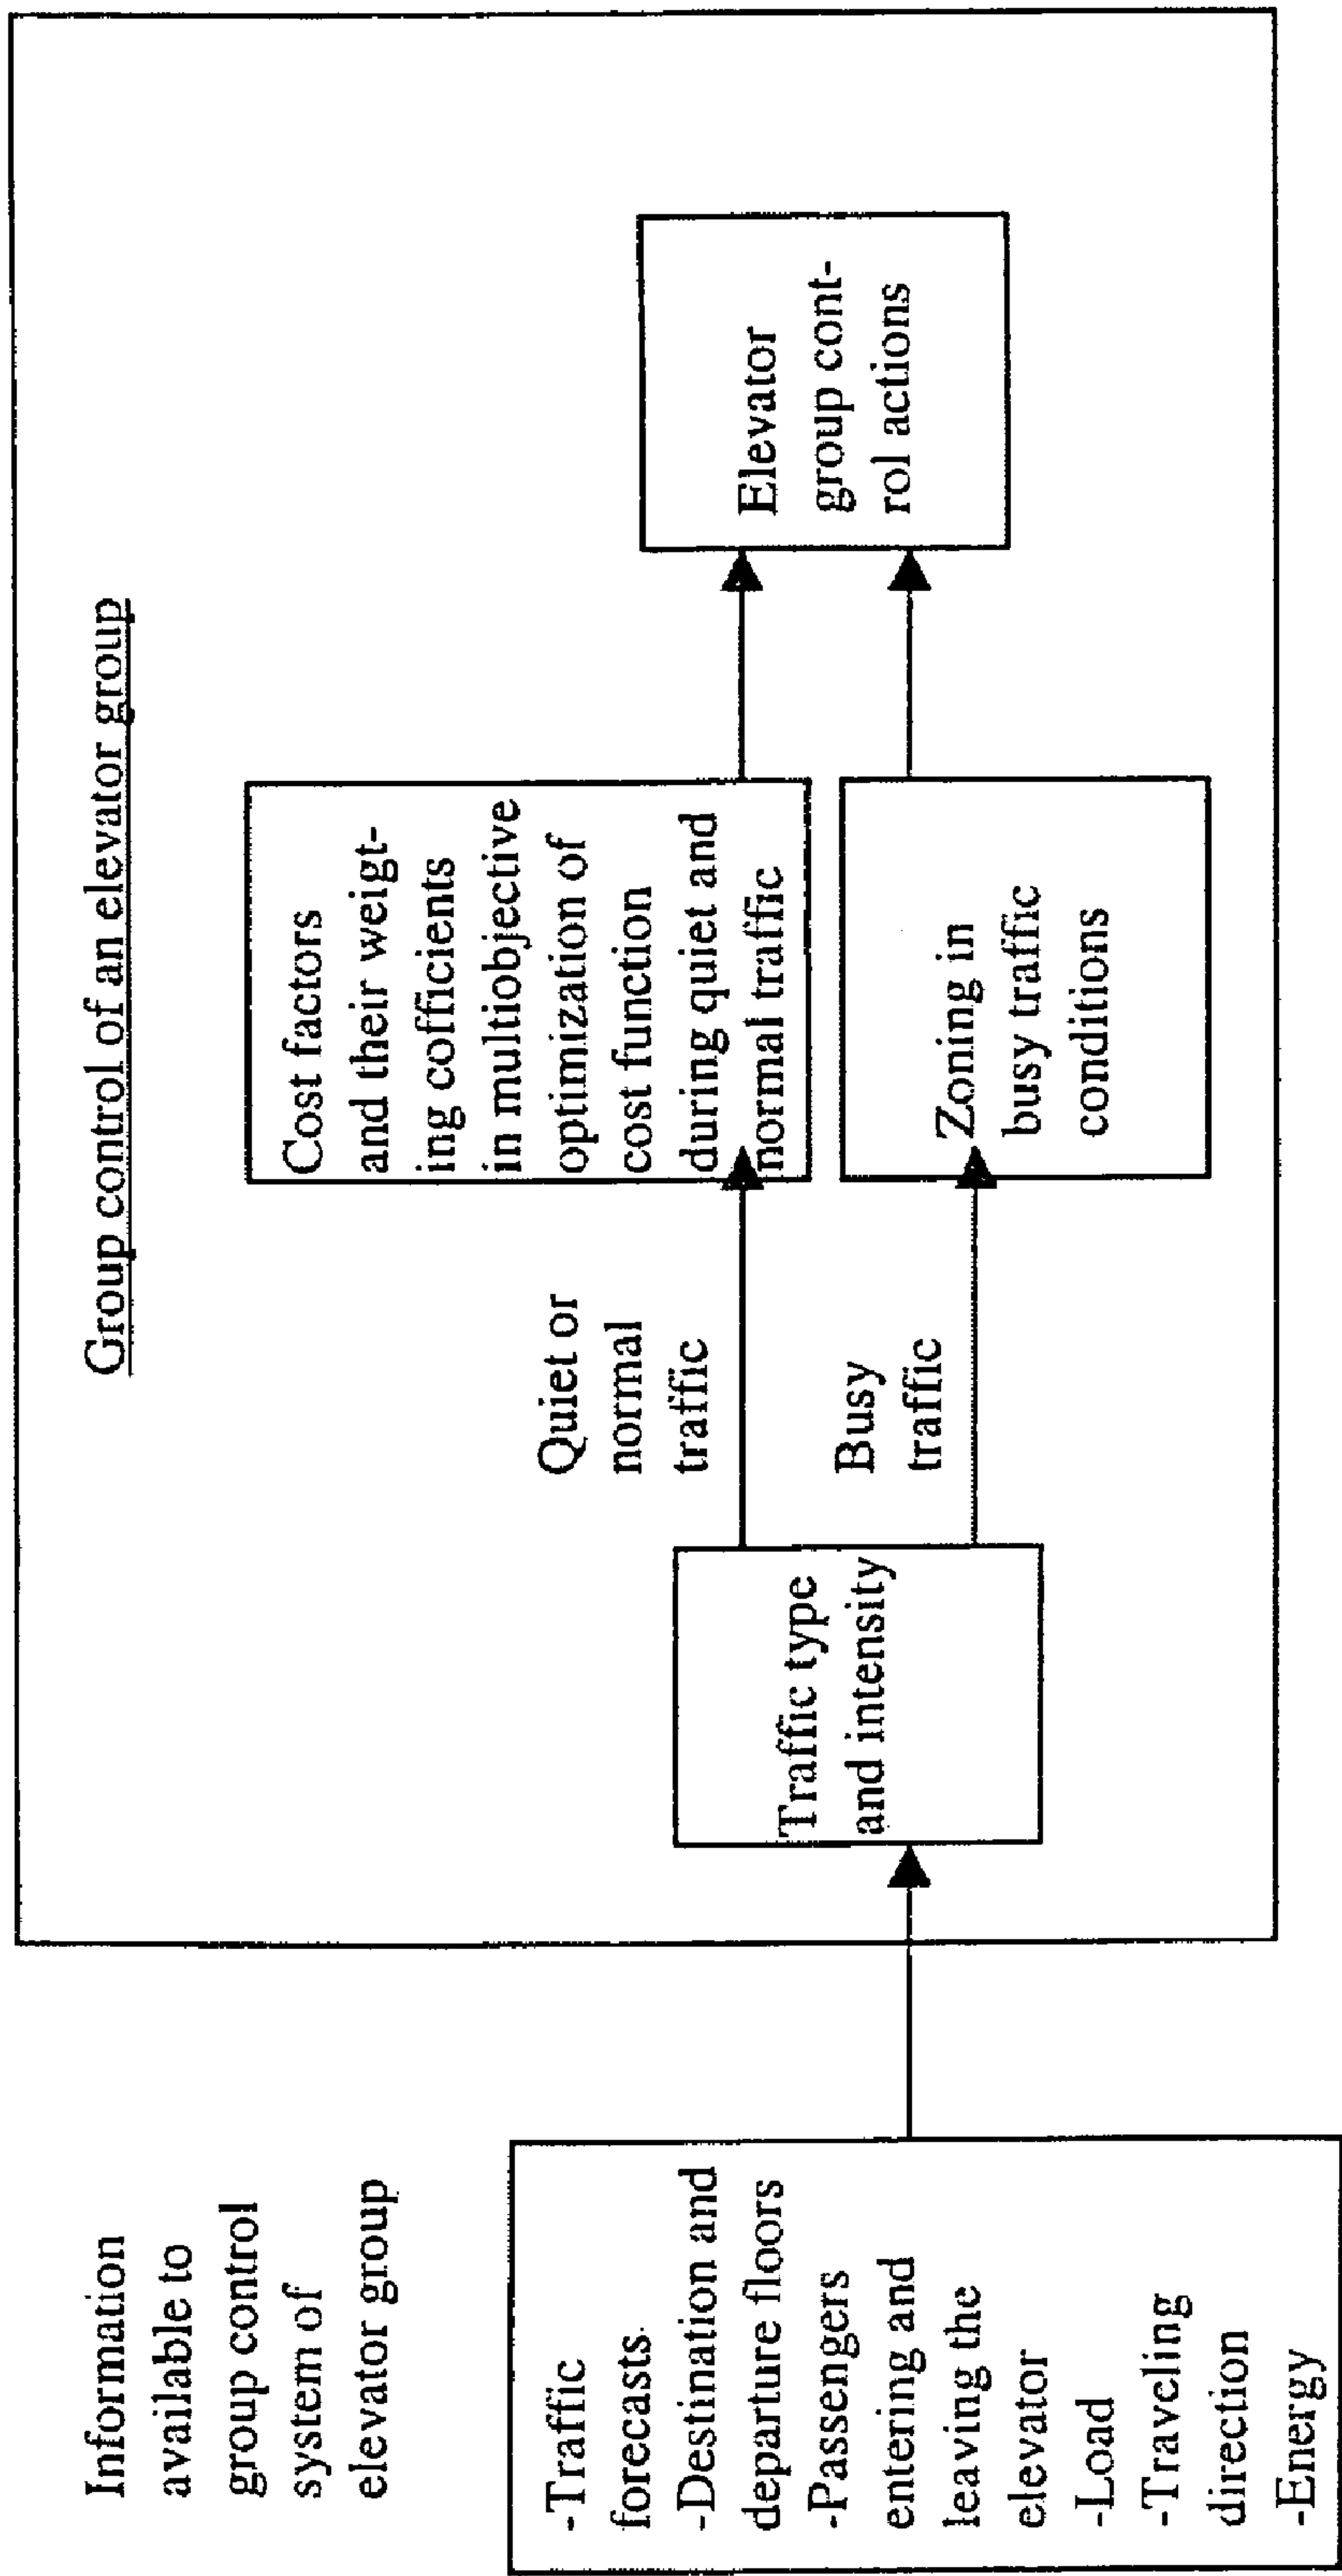 Information
available to
group control
system of
elevator group
-Traffic
forecasts
-Destination and
departure floors
-Passengers
entering and
leaving the
elevator
-Load
-Traveling
direction
-Energy
Group control of an elevator group
Traffic type
and intensity
Quiet or
normal
traffic
Busy
traffic
Cost factors
and their weigt-
ing cofficients
in multiobjective
optimization of
cost function
during quiet and
normal traffic
Zoning in
busy traffic
conditions
Elevator
group cont-
rol actions